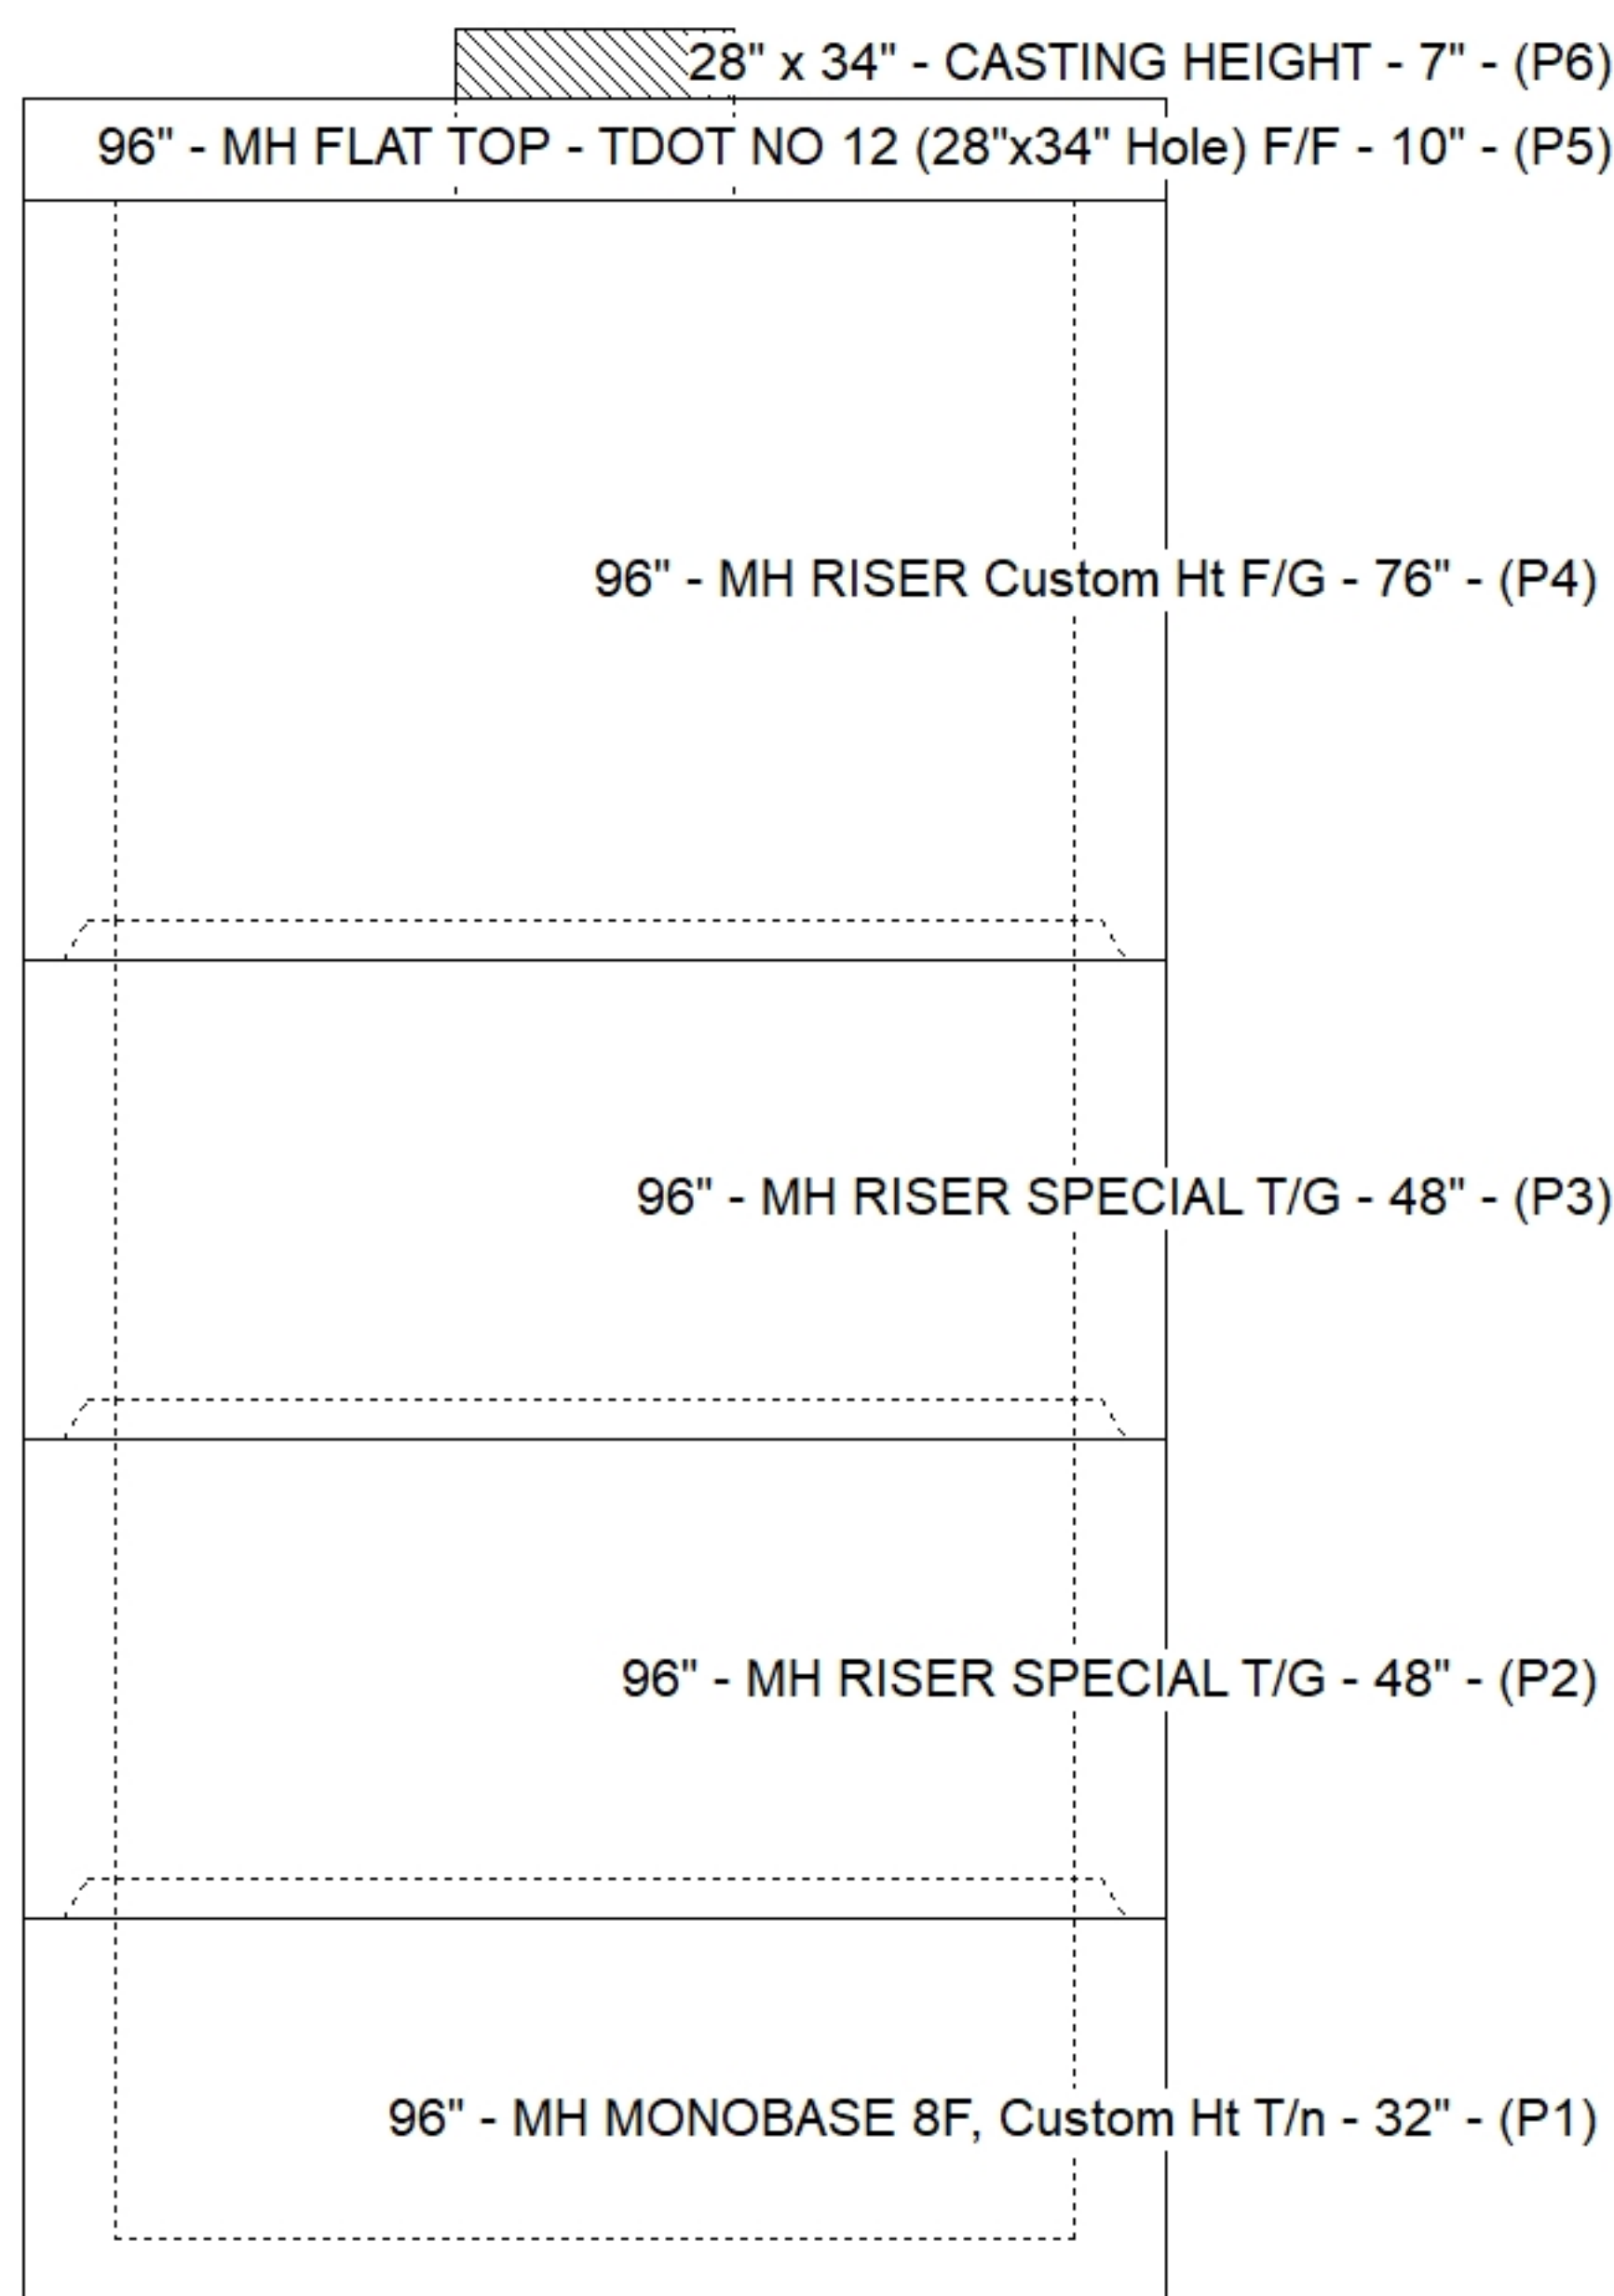 28" x 34" - CASTING HEIGHT - 7" - (P6)
96" - MH FLAT TOP - TDOT NO 12 (28"x34" Hole) F/F - 10" - (P5)
96" - MH RISER Custom Ht F/G - 76" - (P4)
96" - MH RISER SPECIAL T/G - 48" - (P3)
96" - MH RISER SPECIAL T/G - 48" - (P2)
96" - MH MONOBASE 8F, Custom Ht T/n - 32" - (P1)